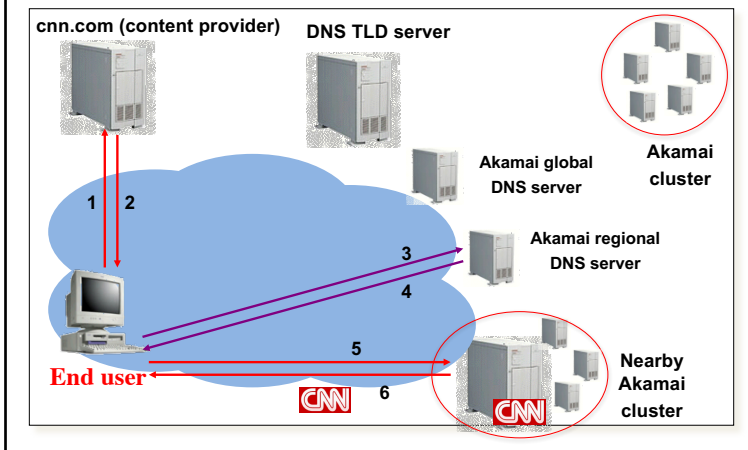 cnn.com (content provider)
DNS TLD server
Akamai
cluster
Akamai global
DNS server
1
2
Akamai regional
DNS server
3
4
5
End user
6
CNN
CNN
Nearby
Akamai
cluster